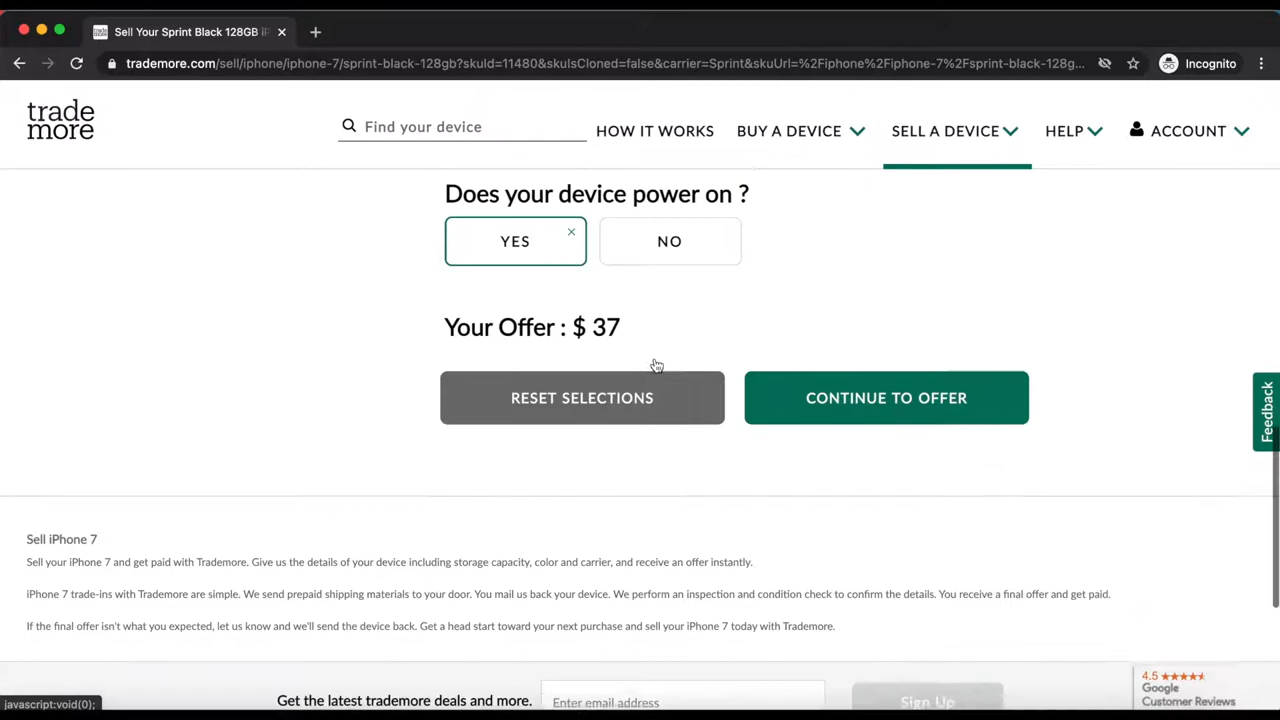 Sell Your Sprint Black 128GB iP
trademore.com/sell/iphone/iphone-7/sprint-black-128gb?skuId=11480&skuIsCloned=false&carrier=Sprint&skuUrl=%2Fiphone%2Fiphone-7%2Fsprint-black-128g...
Incognito
trade
more
Find your device
HOW IT WORKS
BUY A DEVICE
SELL A DEVICE
HELP
ACCOUNT
Does your device power on ?
YES
NO
Your Offer : $ 37
RESET SELECTIONS
CONTINUE TO OFFER
Feedback
Sell iPhone 7
Sell your iPhone 7 and get paid with Trademore. Give us the details of your device including storage capacity, color and carrier, and receive an offer instantly.
iPhone 7 trade-ins with Trademore are simple. We send prepaid shipping materials to your door. You mail us back your device. We perform an inspection and condition check to confirm the details. You receive a final offer and get paid.
If the final offer isn't what you expected, let us know and we'll send the device back. Get a head start toward your next purchase and sell your iPhone 7 today with Trademore.
Get the latest trademore deals and more.
Enter email address
Sign Up
4.5
Google
Customer Reviews
javascript:void(0);